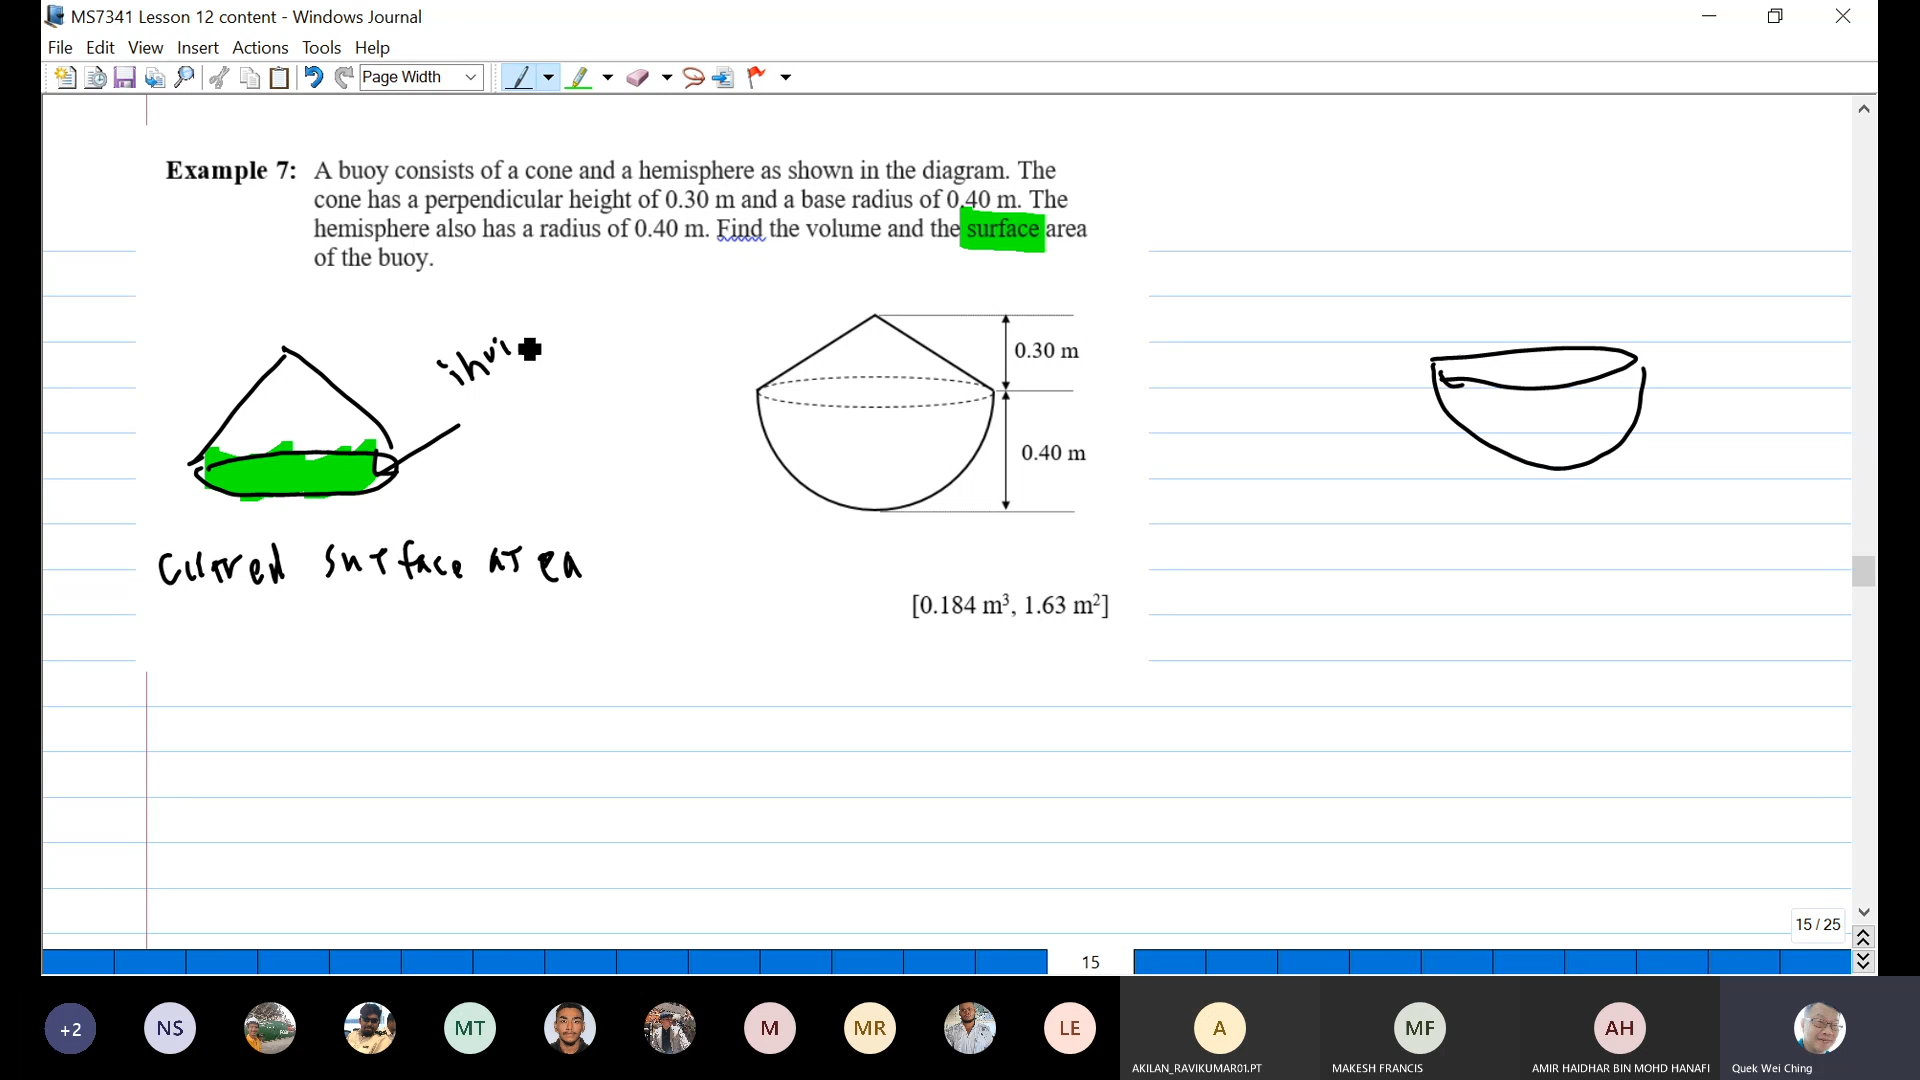 MS7341 Lesson 12 content - Windows Journal
File Edit View Insert Actions Tools Help
Page Width
Example 7: A buoy consists of a cone and a hemisphere as shown in the diagram. The
cone has a perpendicular height of 0.30 m and a base radius of 0.40 m. The
hemisphere also has a radius of 0.40 m. Find the volume and the surface area
of the buoy.
invi
0.30 m
0.40 m
Curved surface area
[0.184 m³, 1.63 m²]
15 / 25
15
+2
NS
MT
M
MR
LE
A
MF
AH
AKILAN_RAVIKUMAR01.PT
MAKESH FRANCIS
AMIR HAIDHAR BIN MOHD HANAFI
Quek Wei Ching